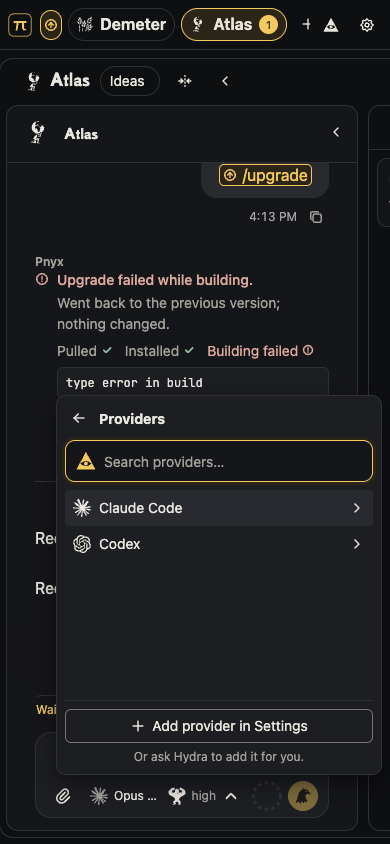 π Demeter Atlas 1
Atlas Ideas
Atlas
/upgrade
4:13 PM
Pnyx
Upgrade failed while building.
Went back to the previous version;
nothing changed.
Pulled Installed Building failed
type error in build
Providers
Search providers...
Claude Code
Codex
Add provider in Settings
Or ask Hydra to add it for you.
Opus ... high